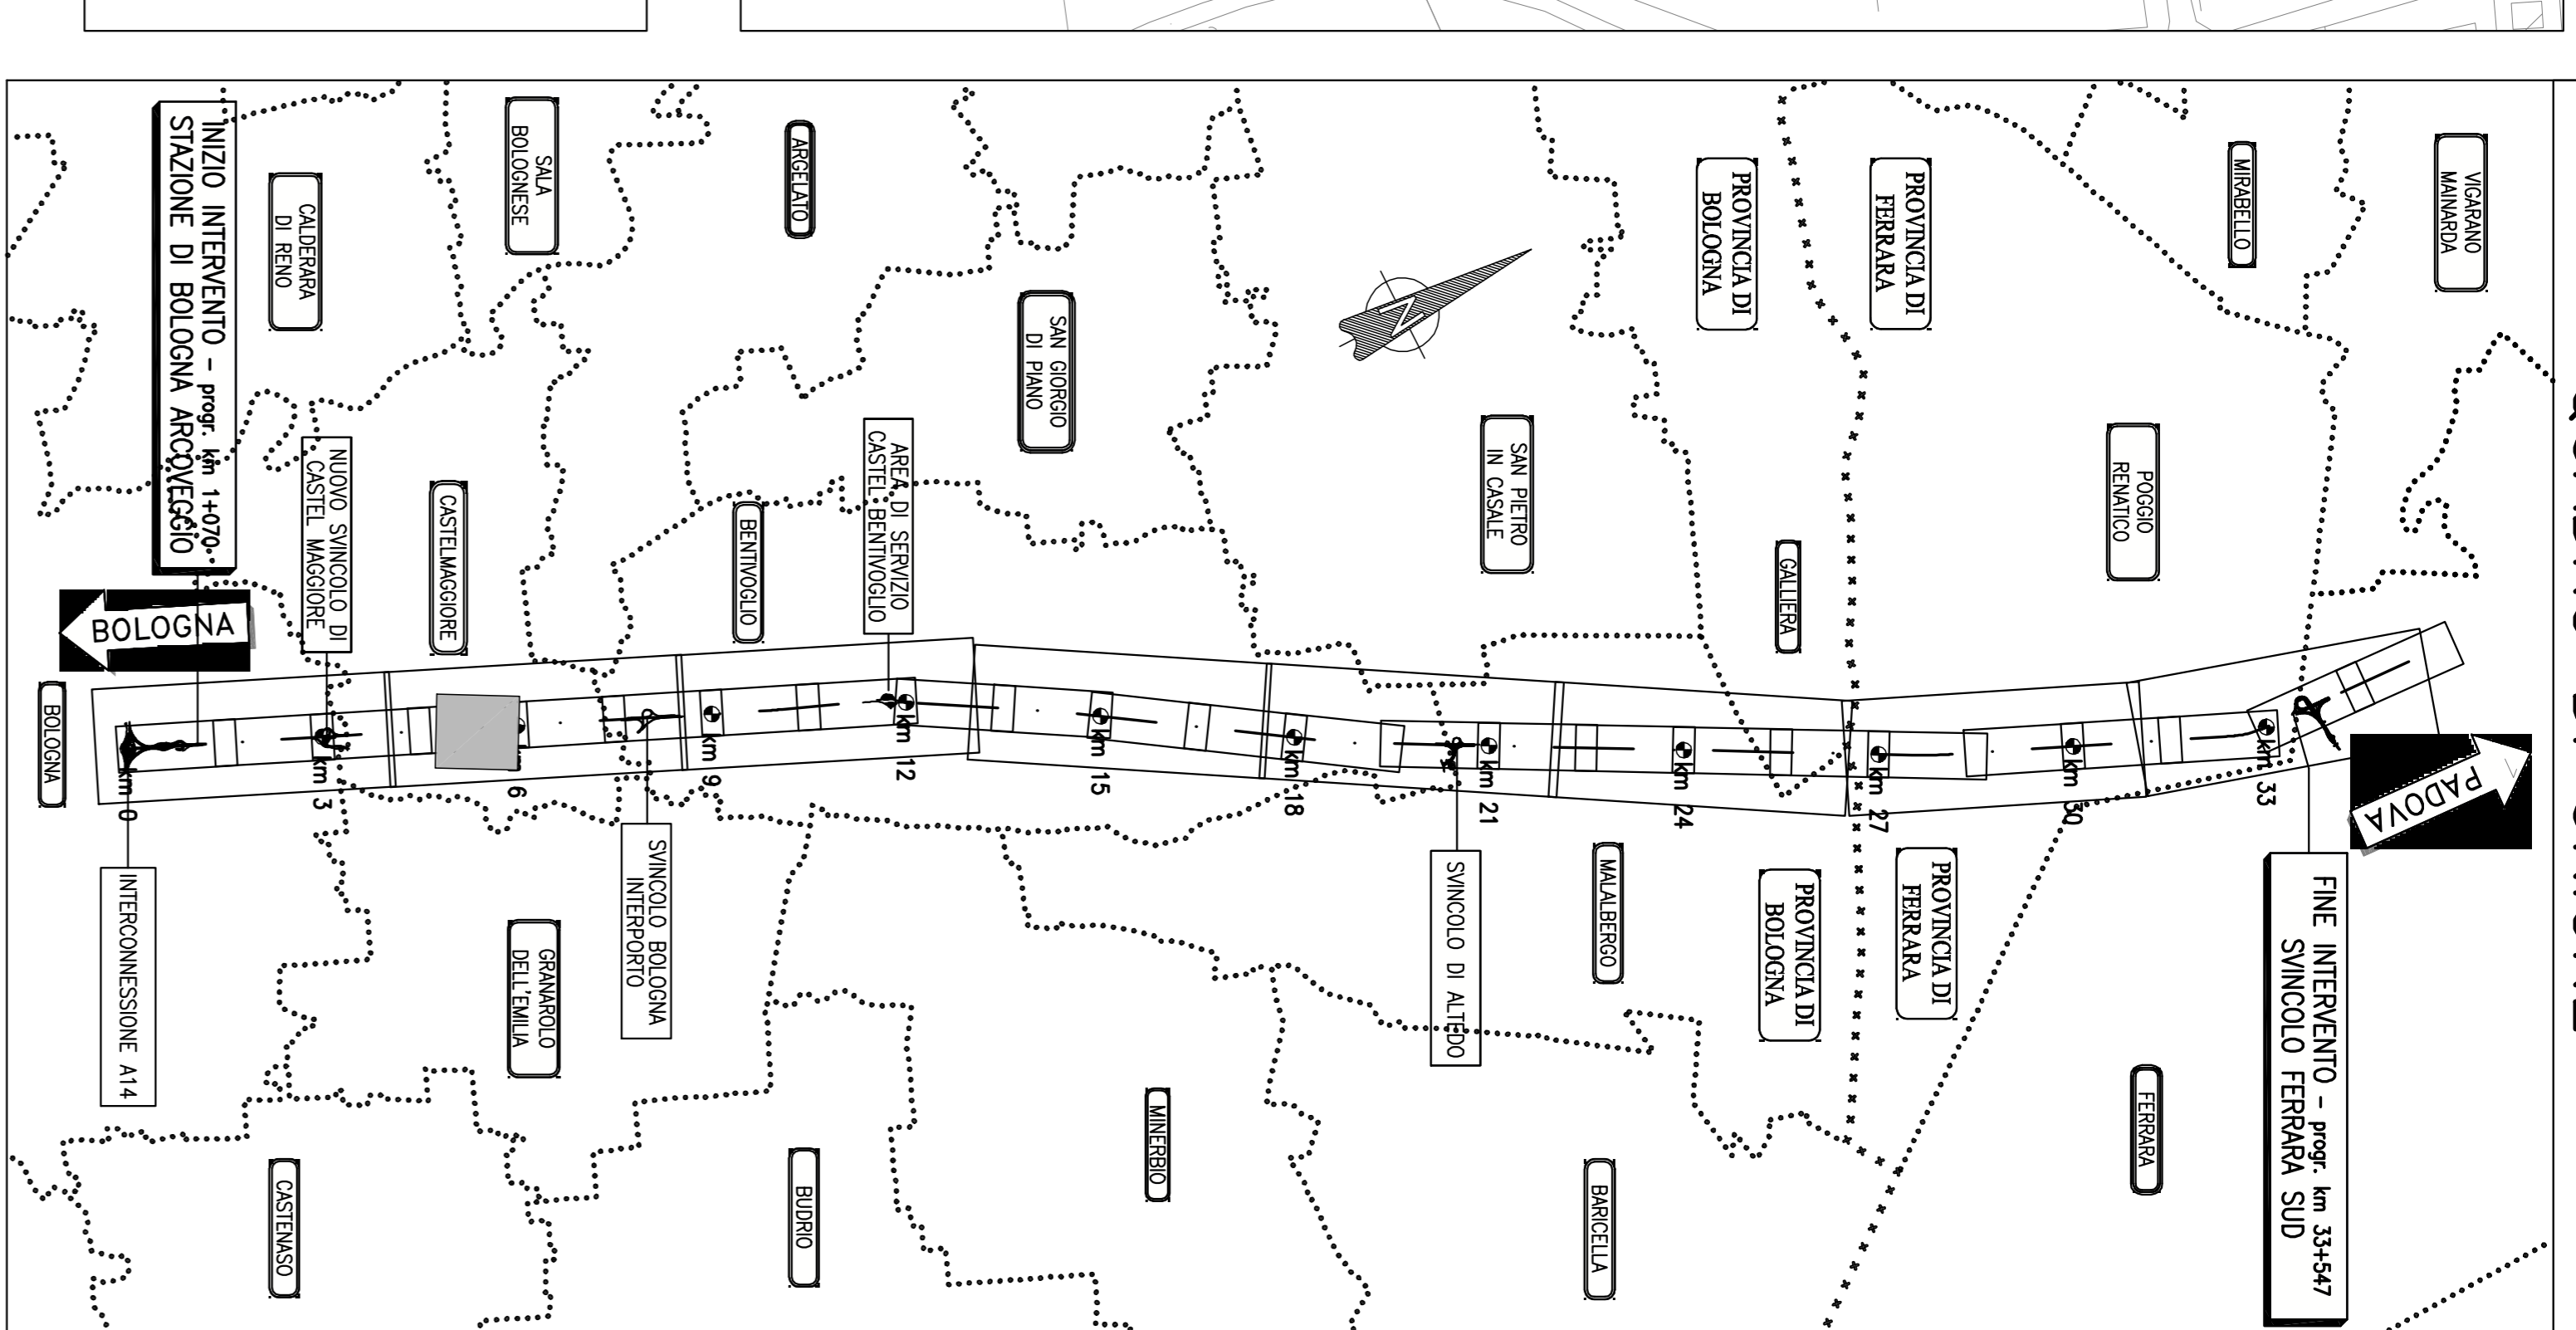 INIZIO INTERVENTO - progr. km 1+070
STAZIONE DI BOLOGNA ARCOVEGGIO
CALDERARA
DI RENO
SALA
BOLOGNESE
ARGELATO
SAN GIORGIO
DI PIANO
PROVINCIA DI
BOLOGNA
PROVINCIA DI
FERRARA
MIRABELLO
VIGARANO
MAINARDA
N
NUOVO SVINCOLO DI
CASTEL MAGGIORE
CASTELMAGGIORE
BENTIVOGLIO
AREA DI SERVIZIO
CASTEL BENTIVOGLIO
SAN PIETRO
IN CASALE
GALLIERA
POGGIO
RENATICO
BOLOGNA
BOLOGNA
km 0
km 3
6
km 9
km 12
km 15
km 18
km 21
km 24
km 27
km 30
km 33
PADOVA
INTERCONNESSIONE A14
GRANAROLO
DELL'EMILIA
SVINCOLO BOLOGNA
INTERPORTO
SVINCOLO DI ALTEDO
MALALBERGO
PROVINCIA DI
BOLOGNA
PROVINCIA DI
FERRARA
FINE INTERVENTO - progr. km 33+547
SVINCOLO FERRARA SUD
CASTENASO
BUDRIO
MINERBIO
BARICELLA
FERRARA